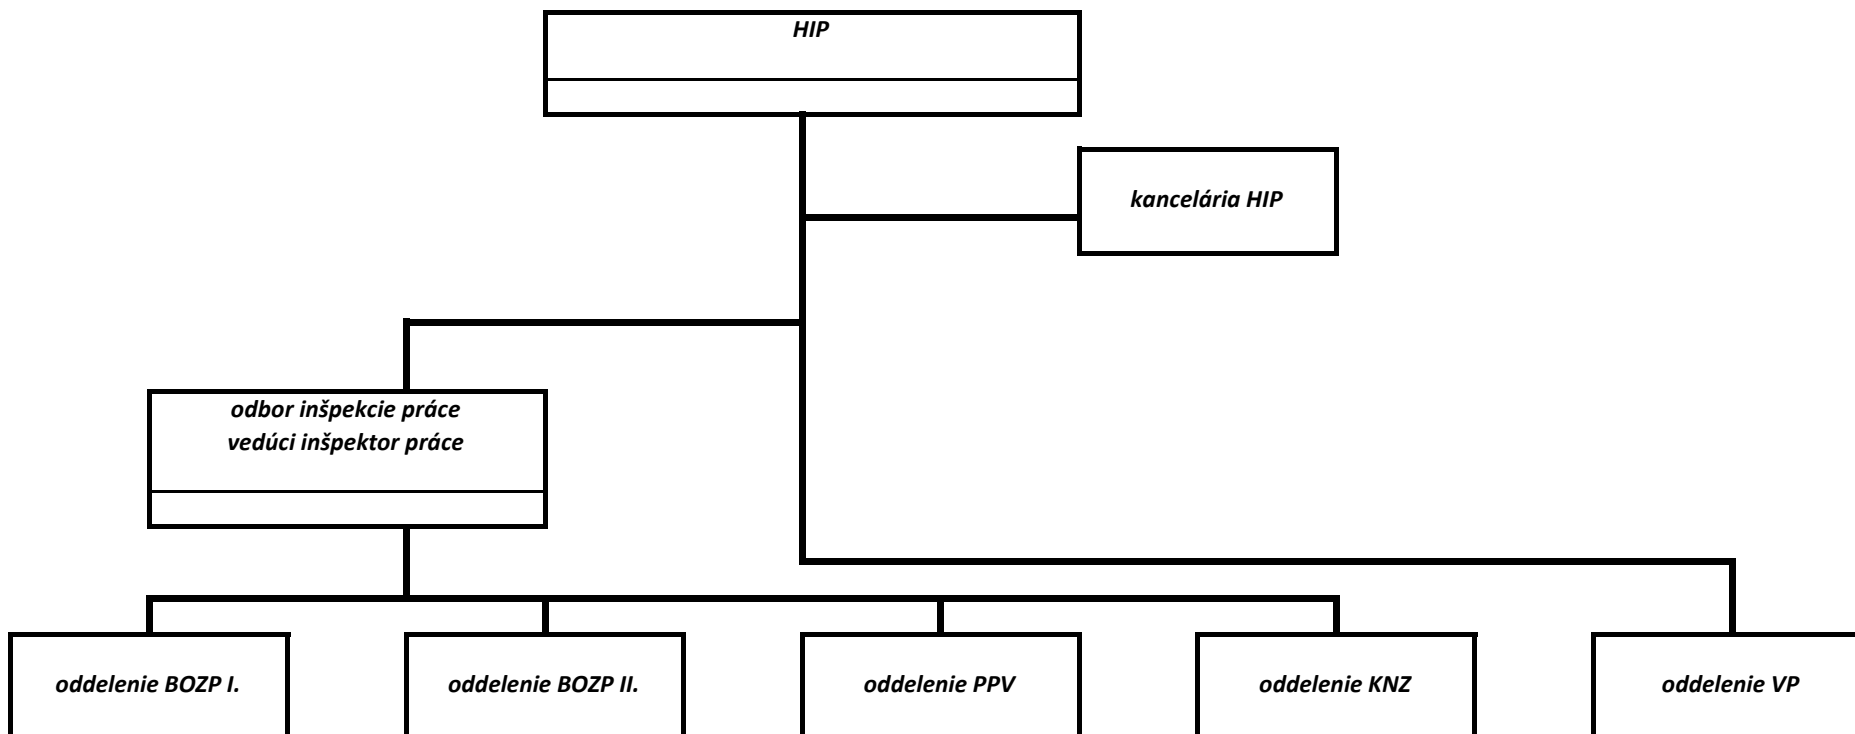 HIP
kancelária HIP
odbor inšpekcie práce
vedúci inšpektor práce
oddelenie BOZP I.
oddelenie BOZP II.
oddelenie PPV
oddelenie KNZ
oddelenie VP